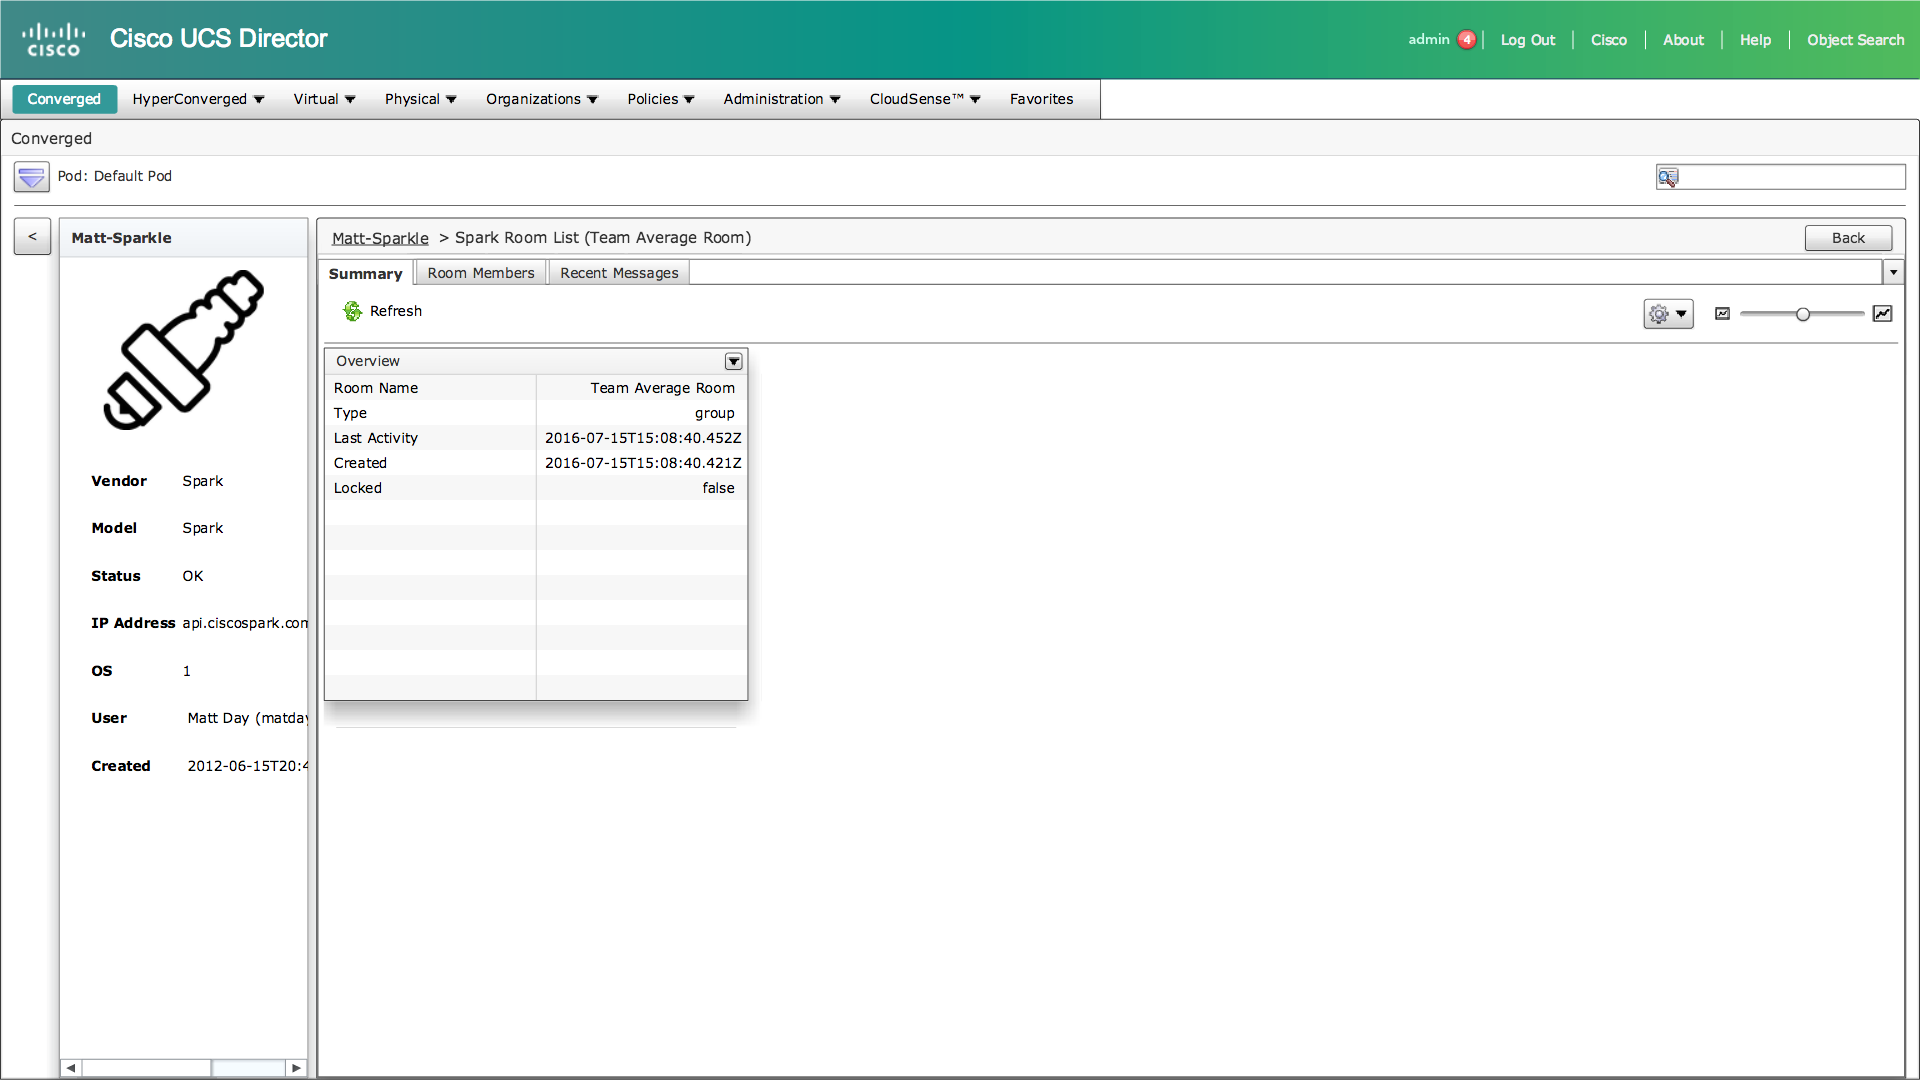 CISCO
Cisco UCS Director
admin 4 Log Out Cisco About Help Object Search
Converged HyperConverged Virtual Physical Organizations Policies Administration CloudSense™ Favorites
Converged
Pod: Default Pod
<
Matt-Sparkle
Matt-Sparkle > Spark Room List (Team Average Room)
Back
Summary Room Members Recent Messages
Refresh
Overview
Room Name Team Average Room
Type group
Last Activity 2016-07-15T15:08:40.452Z
Created 2016-07-15T15:08:40.421Z
Locked false
Vendor Spark
Model Spark
Status OK
IP Address api.ciscospark.com
OS 1
User Matt Day (matday
Created 2012-06-15T20:4